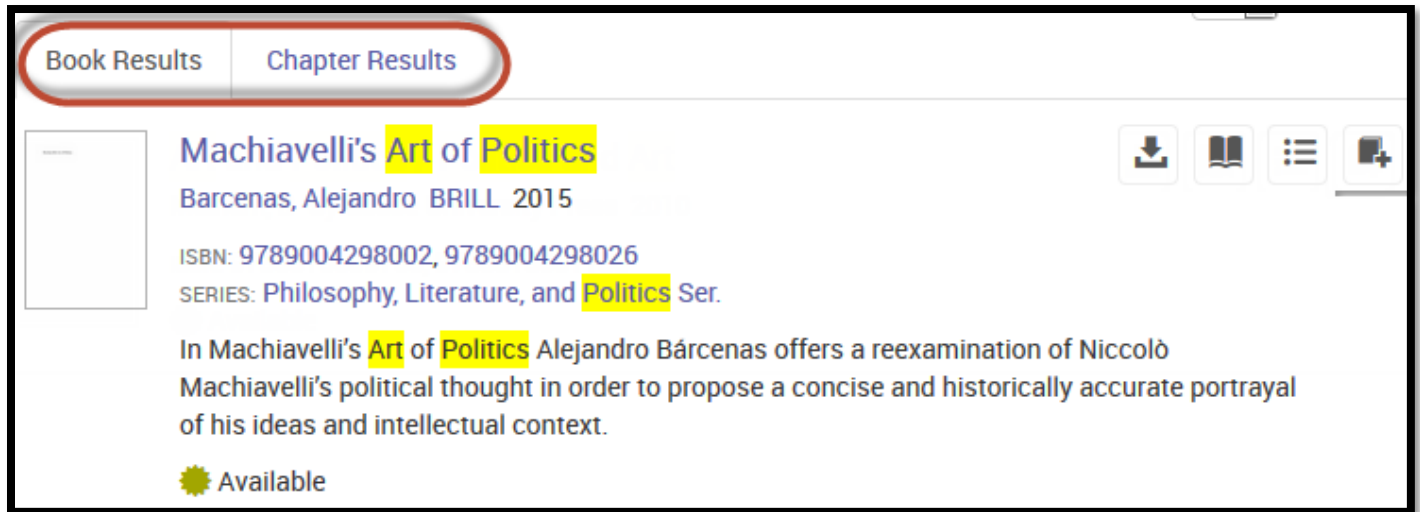 Book Results Chapter Results
Machiavelli's Art of Politics
Barcenas, Alejandro BRILL 2015
ISBN: 9789004298002, 9789004298026
SERIES: Philosophy, Literature, and Politics Ser.
In Machiavelli's Art of Politics Alejandro Bárcenas offers a reexamination of Niccolò
Machiavelli's political thought in order to propose a concise and historically accurate portrayal
of his ideas and intellectual context.
Available